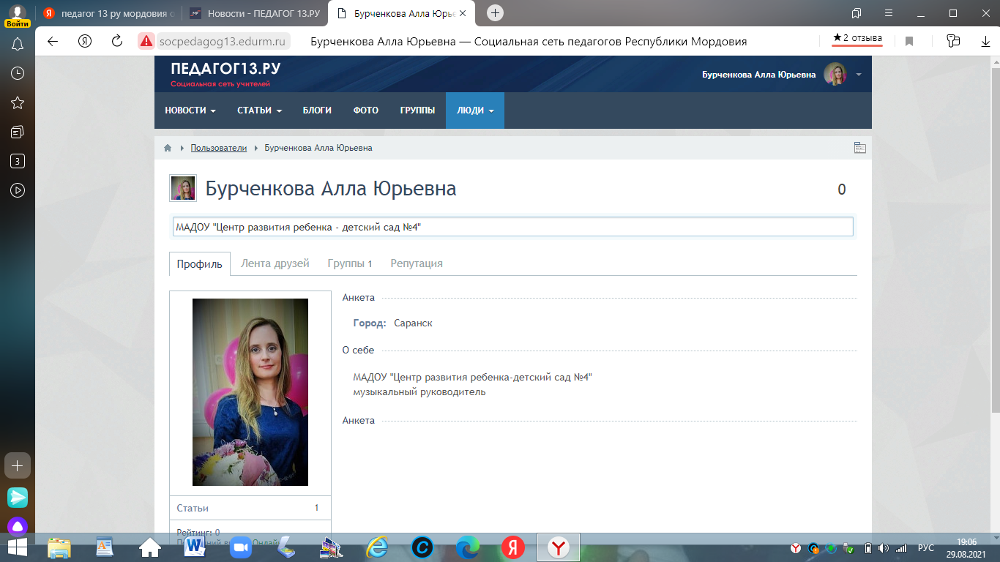 Войти
педагог 13 ру мордовия о
Новости - ПЕДАГОГ 13.РУ
Бурченкова Алла Юрье
socpedagog13.edurm.ru
Бурченкова Алла Юрьевна — Социальная сеть педагогов Республики Мордовия
★2 отзыва
ПЕДАГОГ13.РУ
Социальная сеть учителей
Бурченкова Алла Юрьевна
НОВОСТИ СТАТЬИ БЛОГИ ФОТО ГРУППЫ ЛЮДИ
3
Пользователи Бурченкова Алла Юрьевна
Бурченкова Алла Юрьевна
0
МАДОУ "Центр развития ребенка - детский сад №4"
Профиль Лента друзей Группы 1 Репутация
Анкета
Город: Саранск
О себе
МАДОУ "Центр развития ребенка-детский сад №4"
музыкальный руководитель
Анкета
Статьи 1
Рейтинг: 0
РУС
19:06
29.08.2021